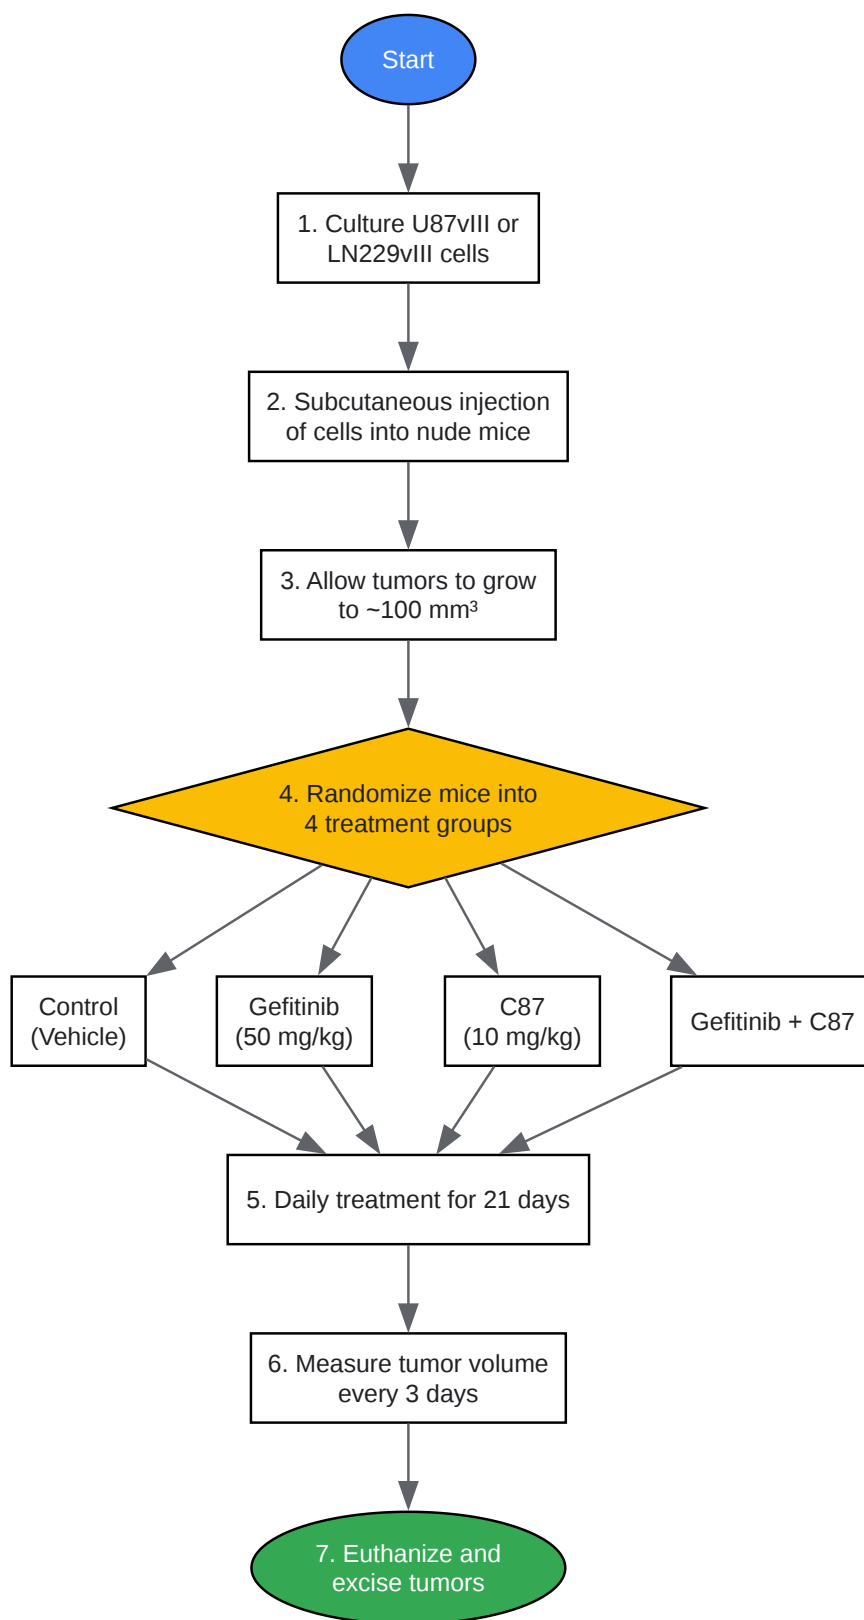 Start
1. Culture U87vIII or
LN229vIII cells
2. Subcutaneous injection
of cells into nude mice
3. Allow tumors to grow
to ~100 mm³
4. Randomize mice into
4 treatment groups
Control
(Vehicle)
Gefitinib
(50 mg/kg)
C87
(10 mg/kg)
Gefitinib + C87
5. Daily treatment for 21 days
6. Measure tumor volume
every 3 days
7. Euthanize and
excise tumors